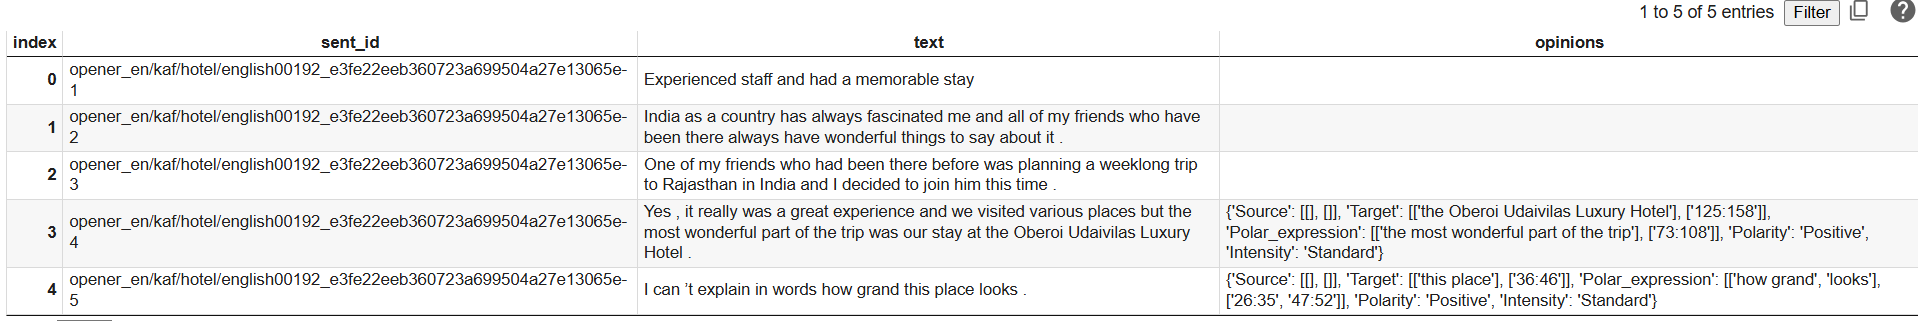 1 to 5 of 5 entries Filter ?
index sent_id text opinions
0 opener_en/kaf/hotel/english00192_e3fe22eeb360723a699504a27e13065e-
1
Experienced staff and had a memorable stay
1 opener_en/kaf/hotel/english00192_e3fe22eeb360723a699504a27e13065e-
2
India as a country has always fascinated me and all of my friends who have
been there always have wonderful things to say about it .
2 opener_en/kaf/hotel/english00192_e3fe22eeb360723a699504a27e13065e-
3
One of my friends who had been there before was planning a weeklong trip
to Rajasthan in India and I decided to join him this time .
3 opener_en/kaf/hotel/english00192_e3fe22eeb360723a699504a27e13065e-
4
Yes , it really was a great experience and we visited various places but the
most wonderful part of the trip was our stay at the Oberoi Udaivilas Luxury
Hotel .
{'Source': [[], []], 'Target': [['the Oberoi Udaivilas Luxury Hotel'], ['125:158']],
'Polar_expression': [['the most wonderful part of the trip'], ['73:108']], 'Polarity': 'Positive',
'Intensity': 'Standard'}
4 opener_en/kaf/hotel/english00192_e3fe22eeb360723a699504a27e13065e-
5
I can ’t explain in words how grand this place looks .
{'Source': [[], []], 'Target': [['this place'], ['36:46']], 'Polar_expression': [['how grand', 'looks'],
['26:35', '47:52']], 'Polarity': 'Positive', 'Intensity': 'Standard'}